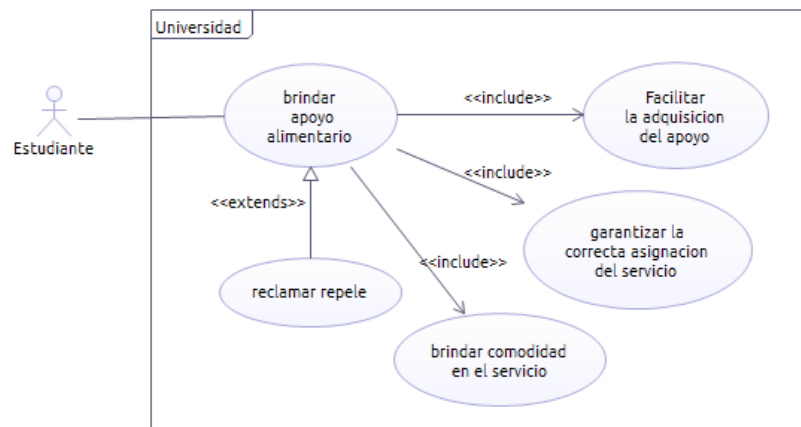 Universidad
Estudiante
brindar
apoyo
alimentario
<<include>>
Facilitar
la adquisicion
del apoyo
<<include>>
<<extends>>
garantizar la
correcta asignacion
del servicio
<<include>>
reclamar repele
brindar comodidad
en el servicio